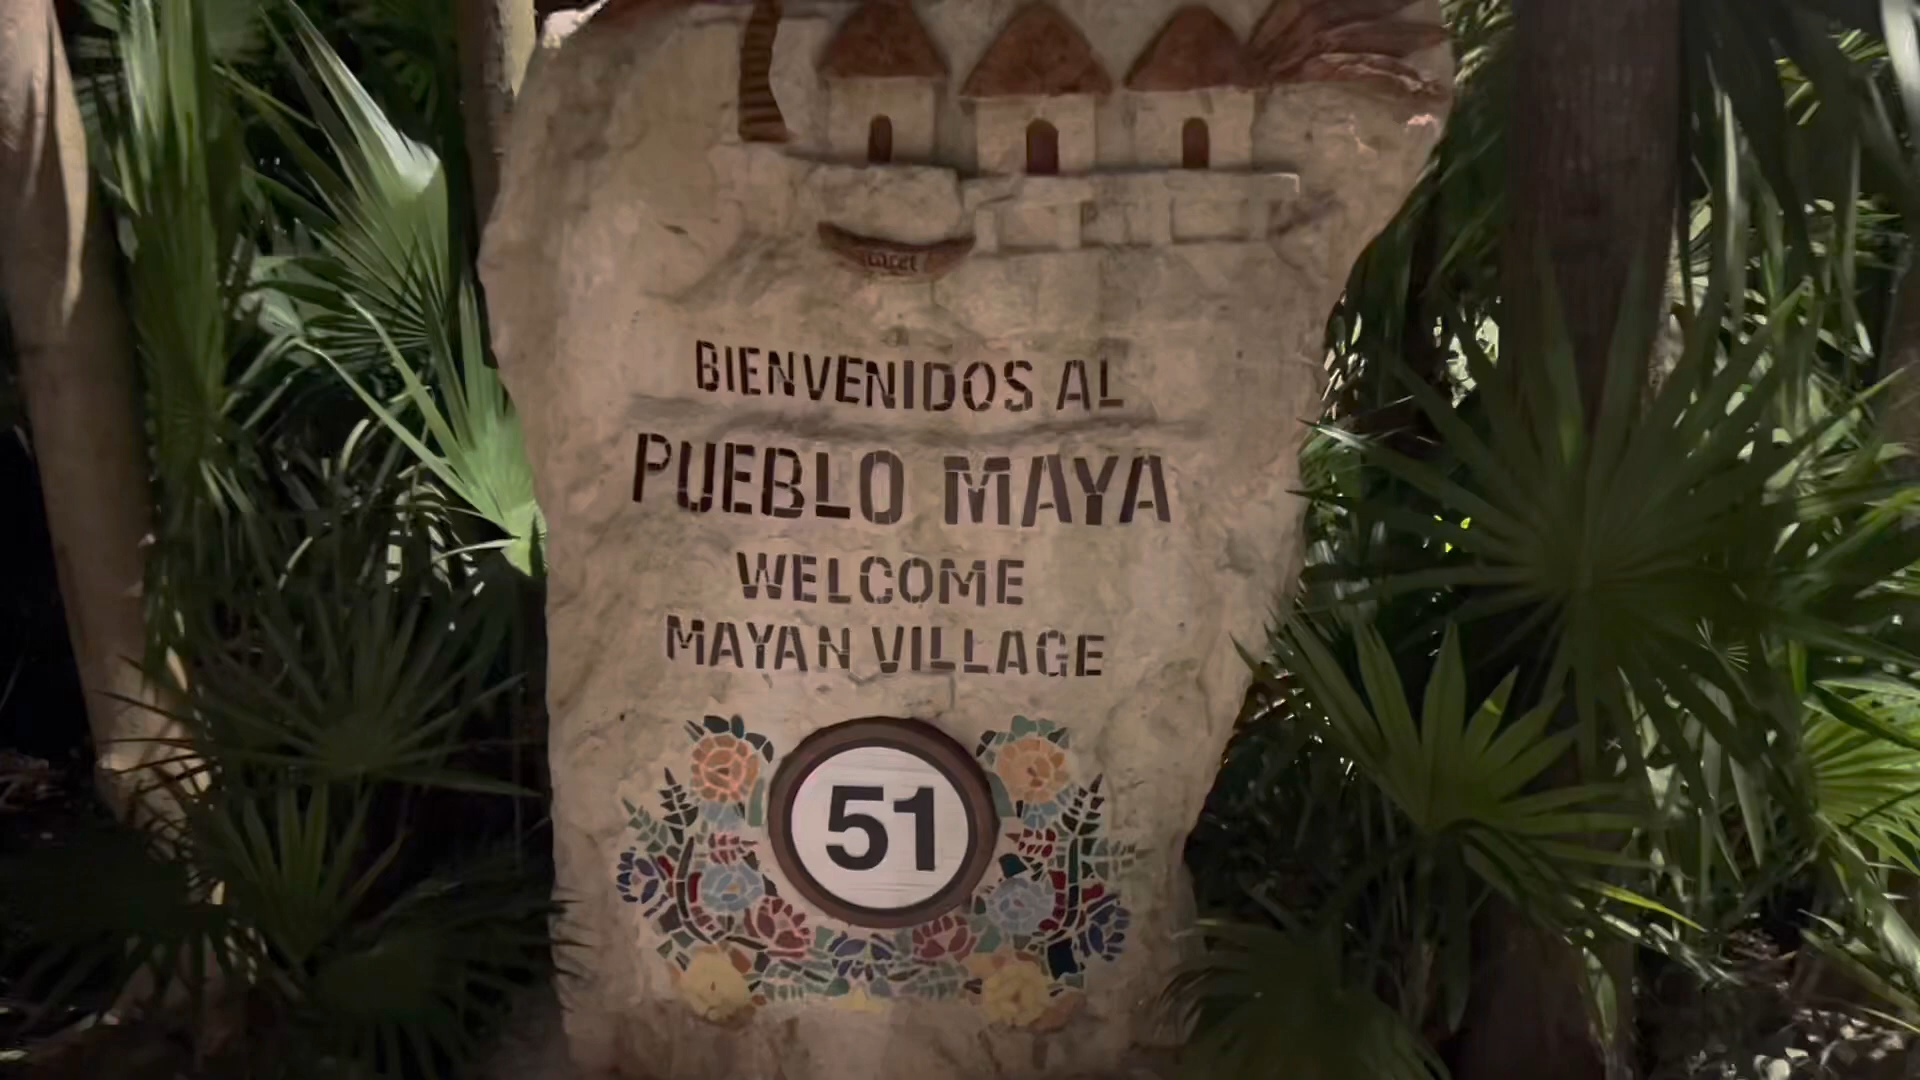 BIENVENIDOS AL
PUEBLO MAYA
WELCOME
MAYAN VILLAGE
51